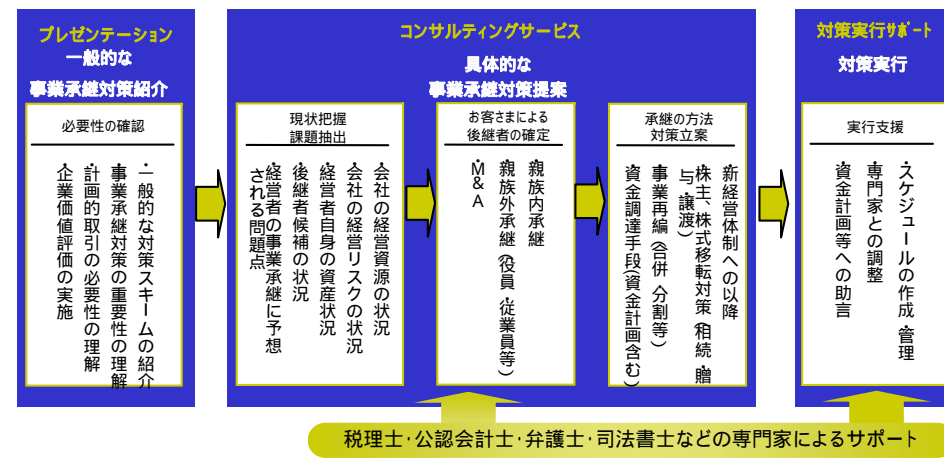 プレゼンテーション
一般的な
事業承継対策紹介
必要性の確認
・一般的な対策スキームの紹介
・事業承継対策の重要性の理解
・計画的取引の必要性の理解
・企業価値評価の実施
コンサルティングサービス
具体的な
事業承継対策提案
現状把握
課題抽出
・会社の経営資源の状況
・会社の経営リスクの状況
・経営者自身の資産状況
・後継者候補の状況
・経営者の事業承継に予想
される問題点
お客さまによる
後継者の確定
・親族内承継
・親族外承継(役員・従業員等)
・M&A
承継の方法
対策立案
・新経営体制への以降
・株主、株式移転対策(相続・贈
与・譲渡)
・事業再編(合併・分割等)
・資金調達手段(資金計画含む)
対策実行サポート
対策実行
実行支援
・スケジュールの作成・管理
・専門家との調整
・資金計画等への助言
税理士・公認会計士・弁護士・司法書士などの専門家によるサポート